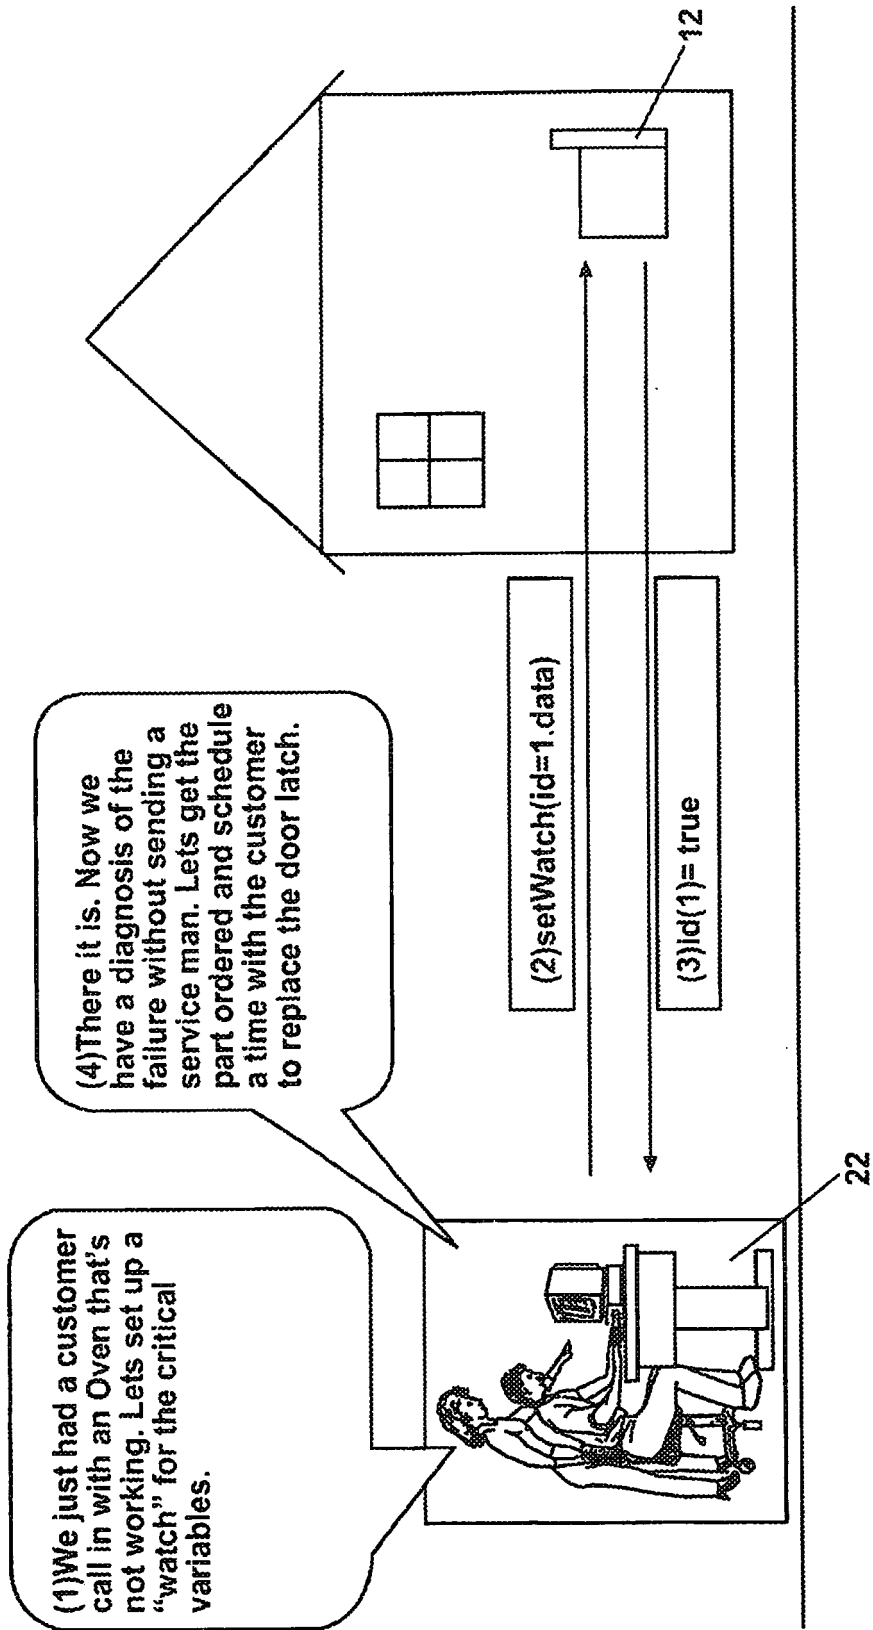 (1)We just had a customer
call in with an Oven that's
not working. Lets set up a
“watch” for the critical
variables.
(4)There it is. Now we
have a diagnosis of the
failure without sending a
service man. Lets get the
part ordered and schedule
a time with the customer
to replace the door latch.
(2)setWatch(id=1.data)
(3)id(1)= true
12
22